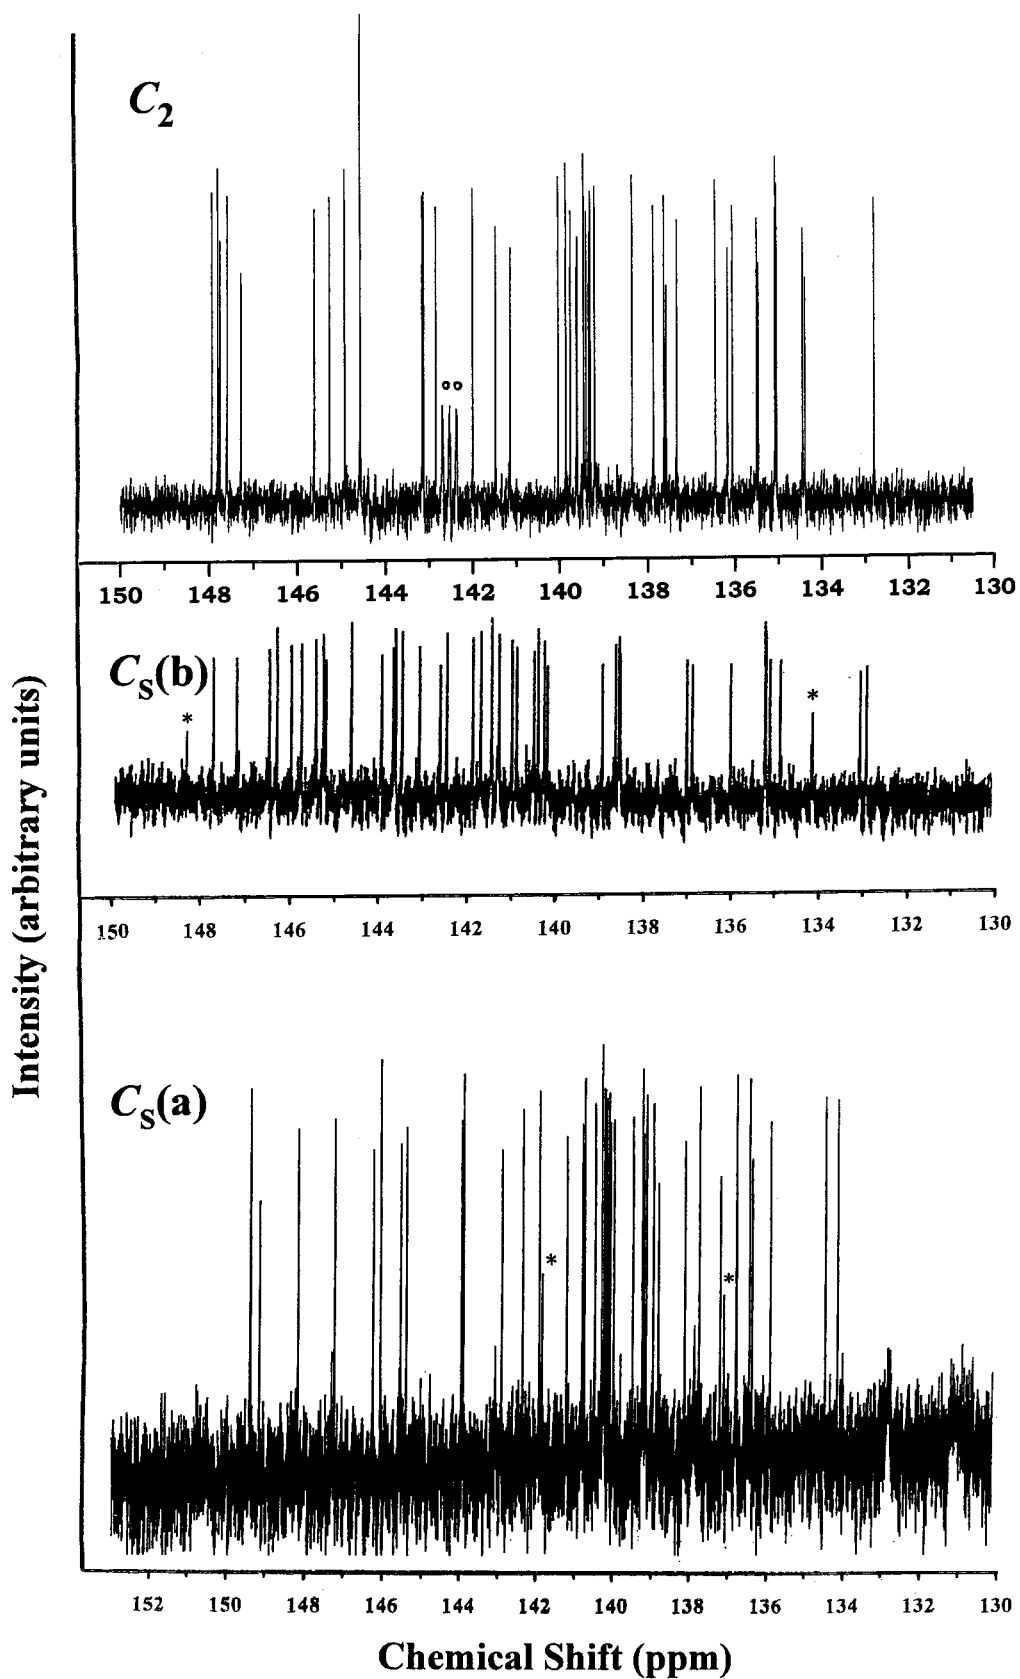 C2
150 148 146 144 142 140 138 136 134 132 130
Cs(b)
* *
150 148 146 144 142 140 138 136 134 132 130
Intensity (arbitrary units)
Cs(a)
* *
152 150 148 146 144 142 140 138 136 134 132 130
Chemical Shift (ppm)